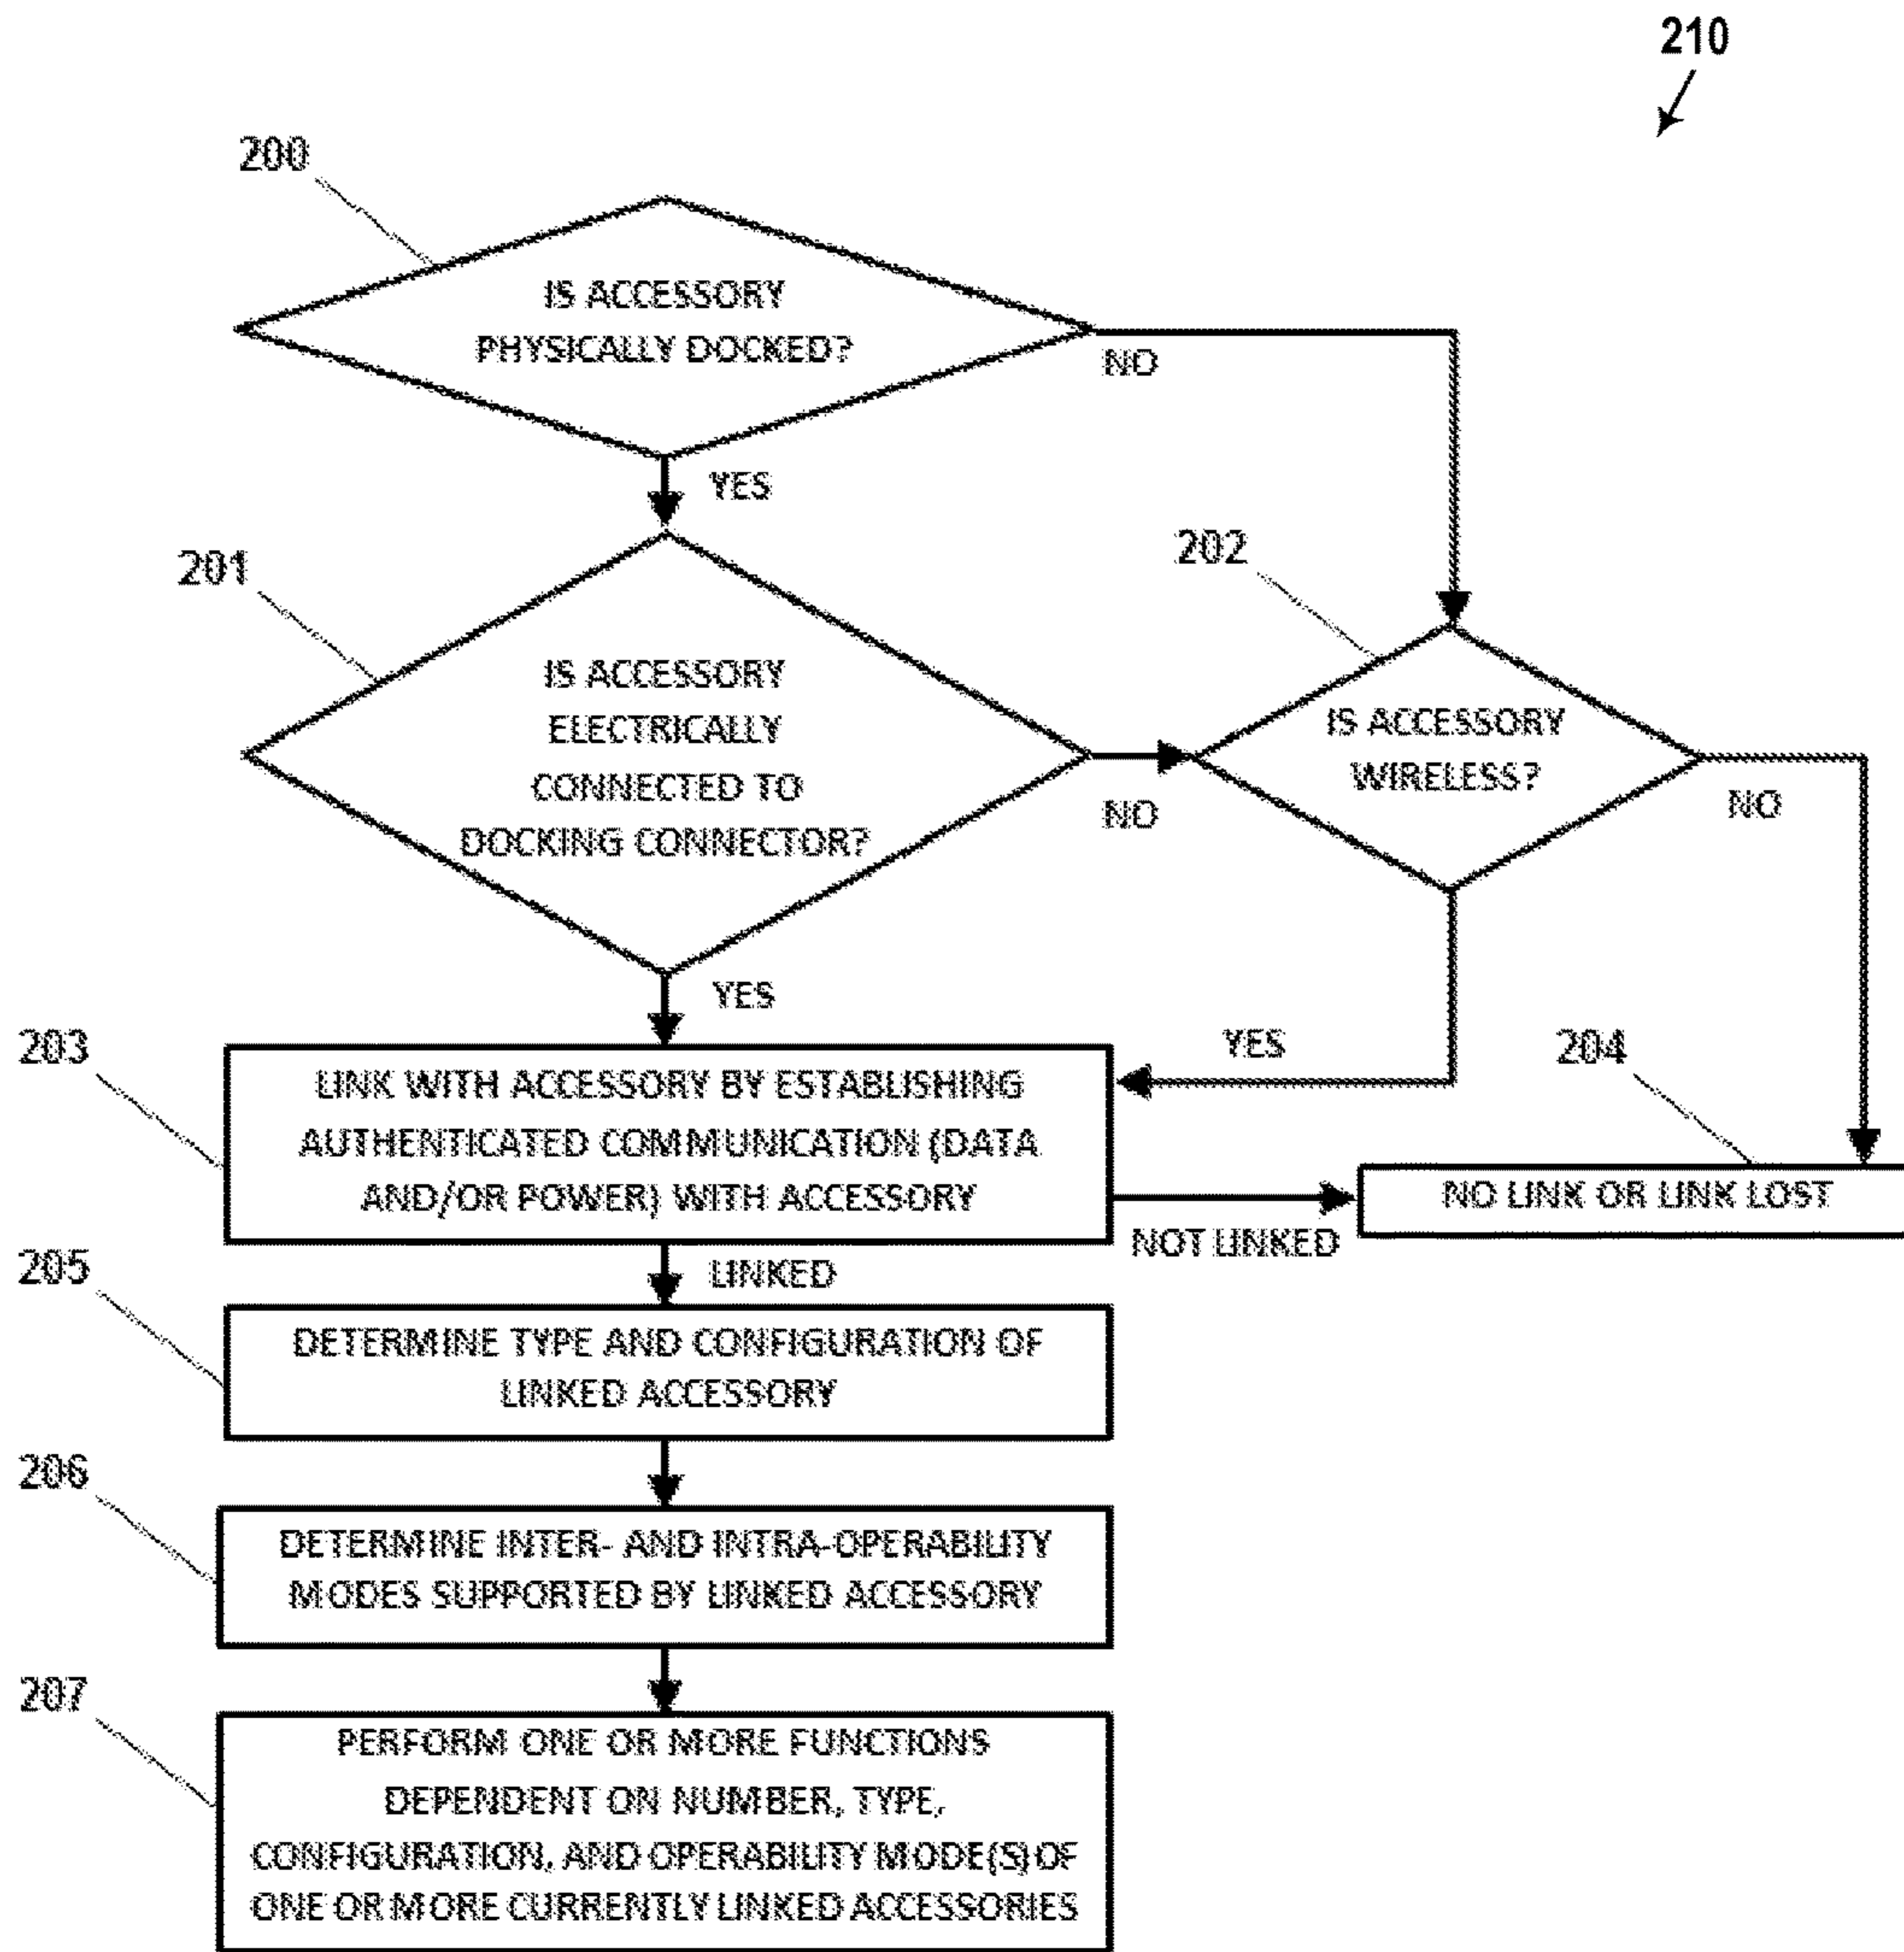 210
200
IS ACCESSORY
PHYSICALLY DOCKED?
NO
YES
201
202
IS ACCESSORY
ELECTRICALLY
CONNECTED TO
DOCKING CONNECTOR?
NO
IS ACCESSORY
WIRELESS?
NO
YES
YES
203
LINK WITH ACCESSORY BY ESTABLISHING
AUTHENTICATED COMMUNICATION (DATA
AND/OR POWER) WITH ACCESSORY
204
NO LINK OR LINK LOST
NOT LINKED
LINKED
205
DETERMINE TYPE AND CONFIGURATION OF
LINKED ACCESSORY
206
DETERMINE INTER- AND INTRA-OPERABILITY
MODES SUPPORTED BY LINKED ACCESSORY
207
PERFORM ONE OR MORE FUNCTIONS
DEPENDENT ON NUMBER, TYPE,
CONFIGURATION, AND OPERABILITY MODE(S) OF
ONE OR MORE CURRENTLY LINKED ACCESSORIES